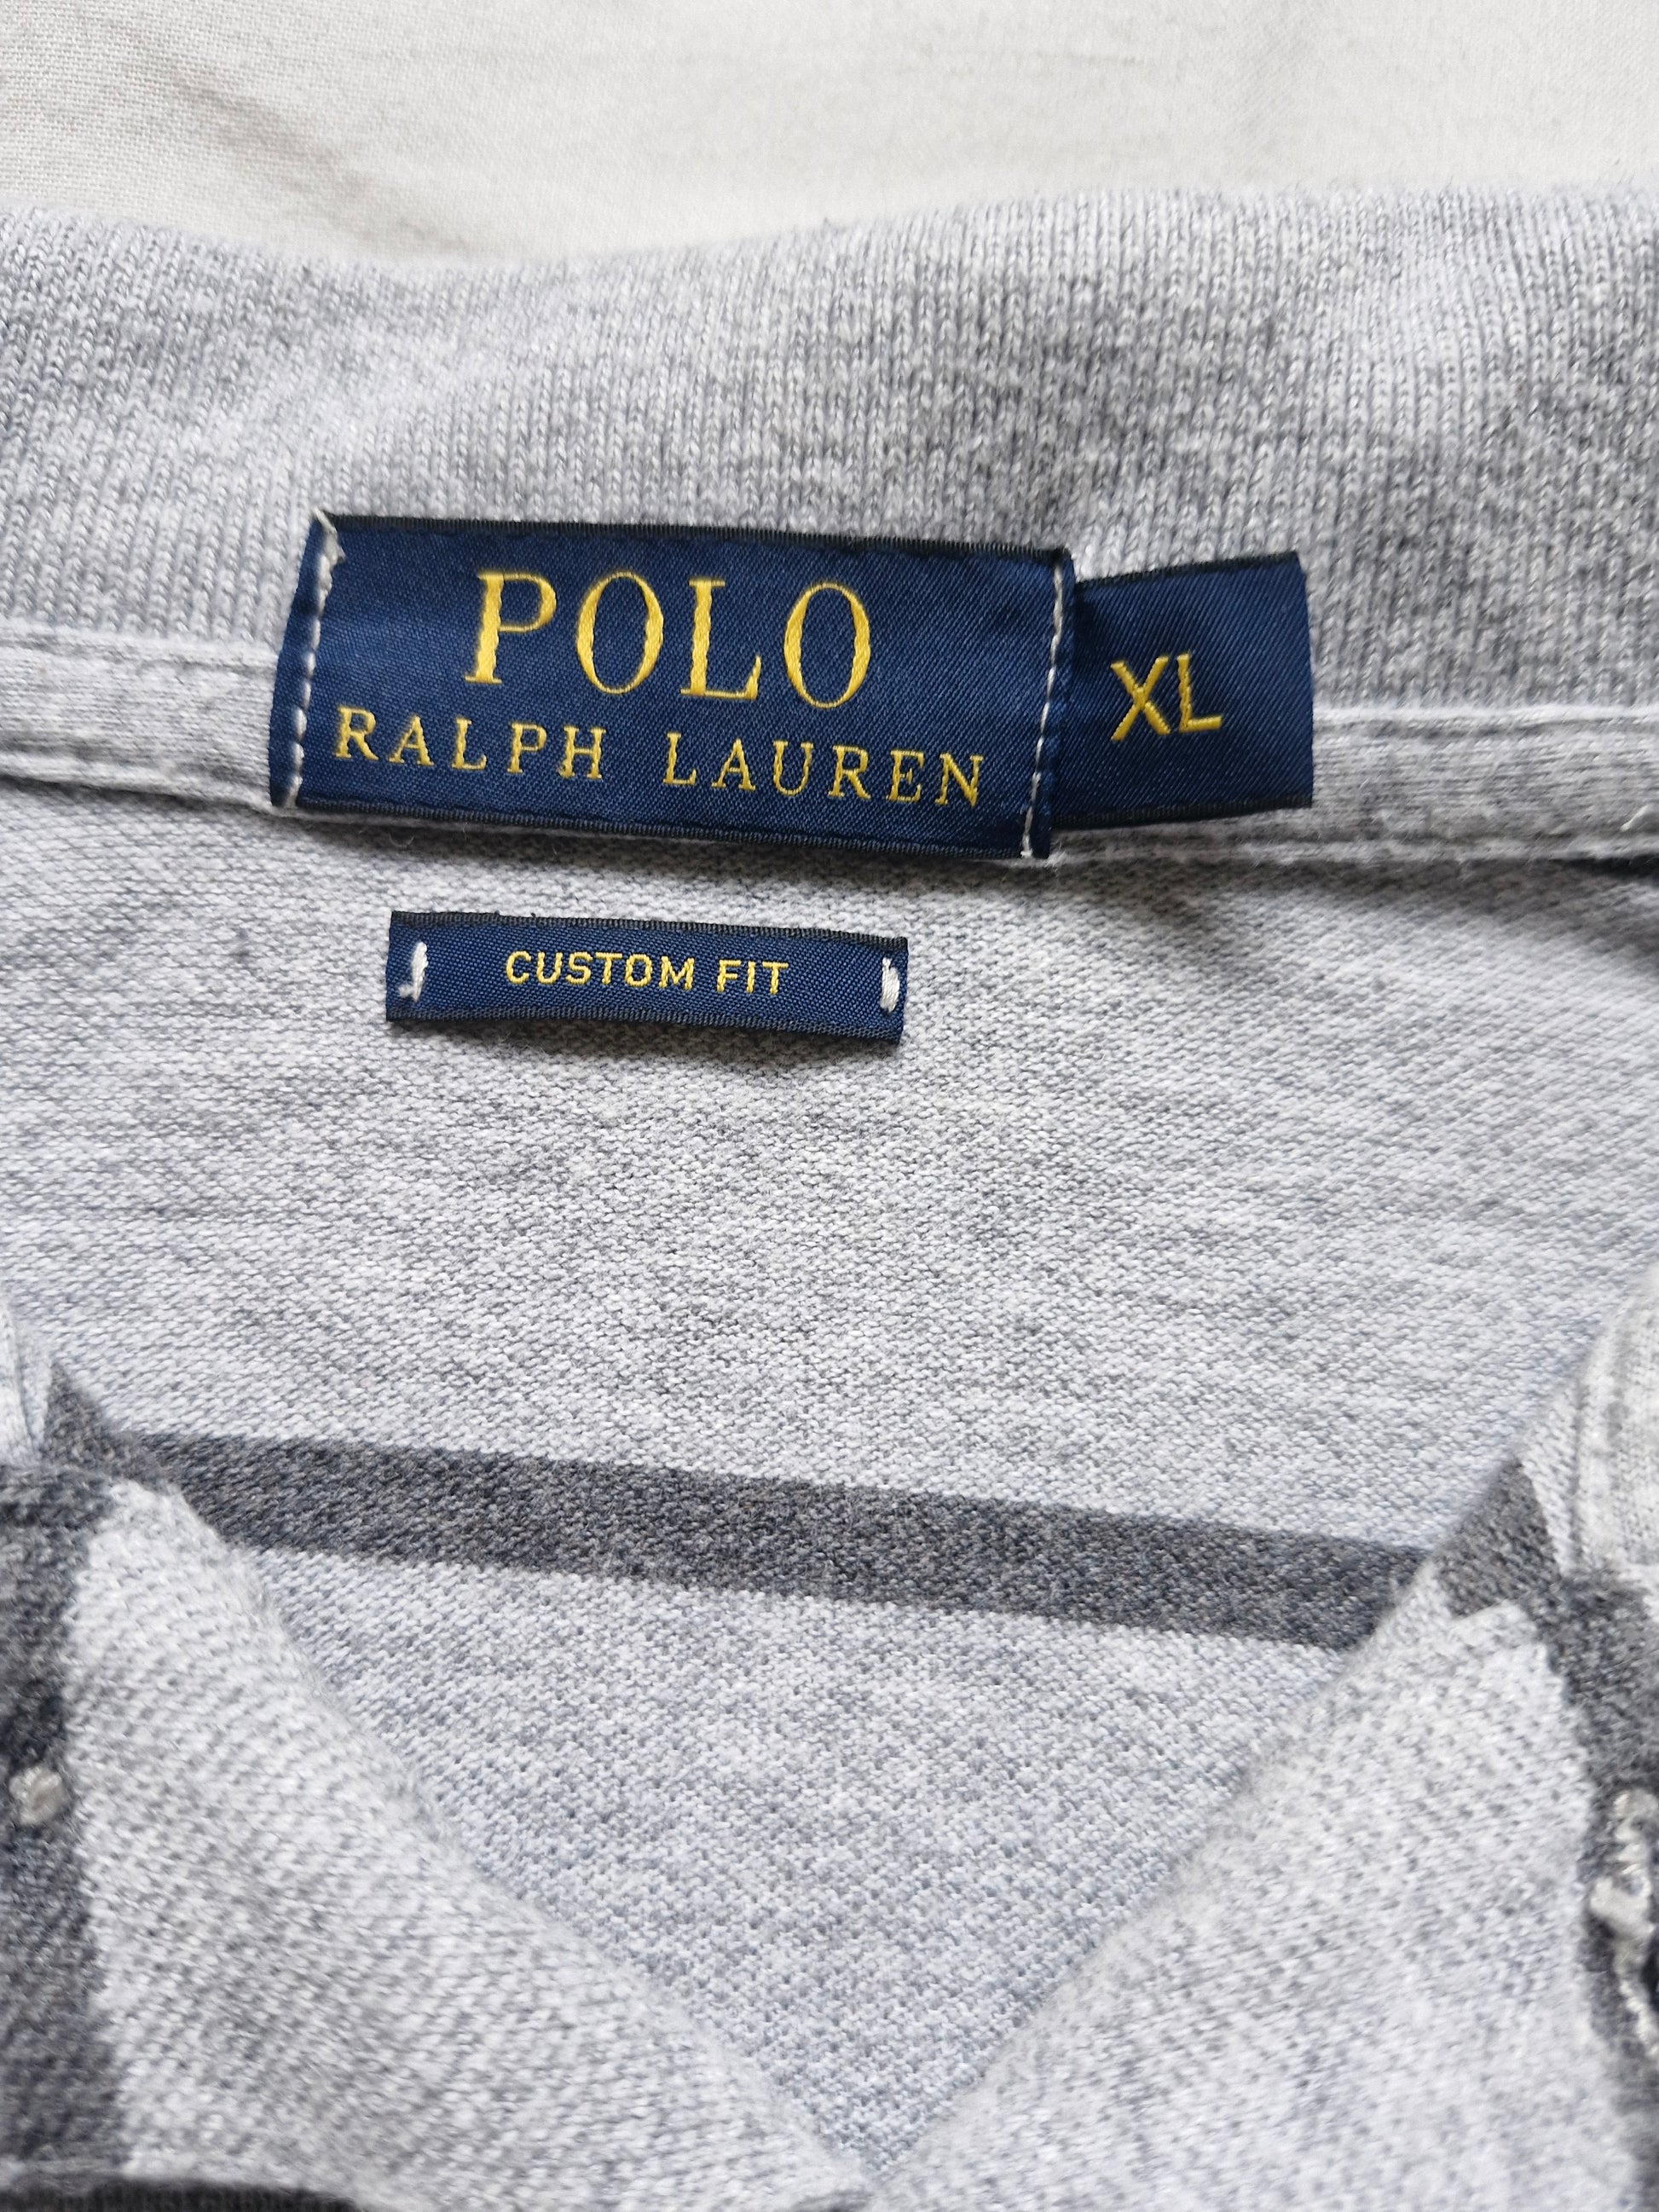 POLO
RALPH LAUREN
XL
CUSTOM FIT